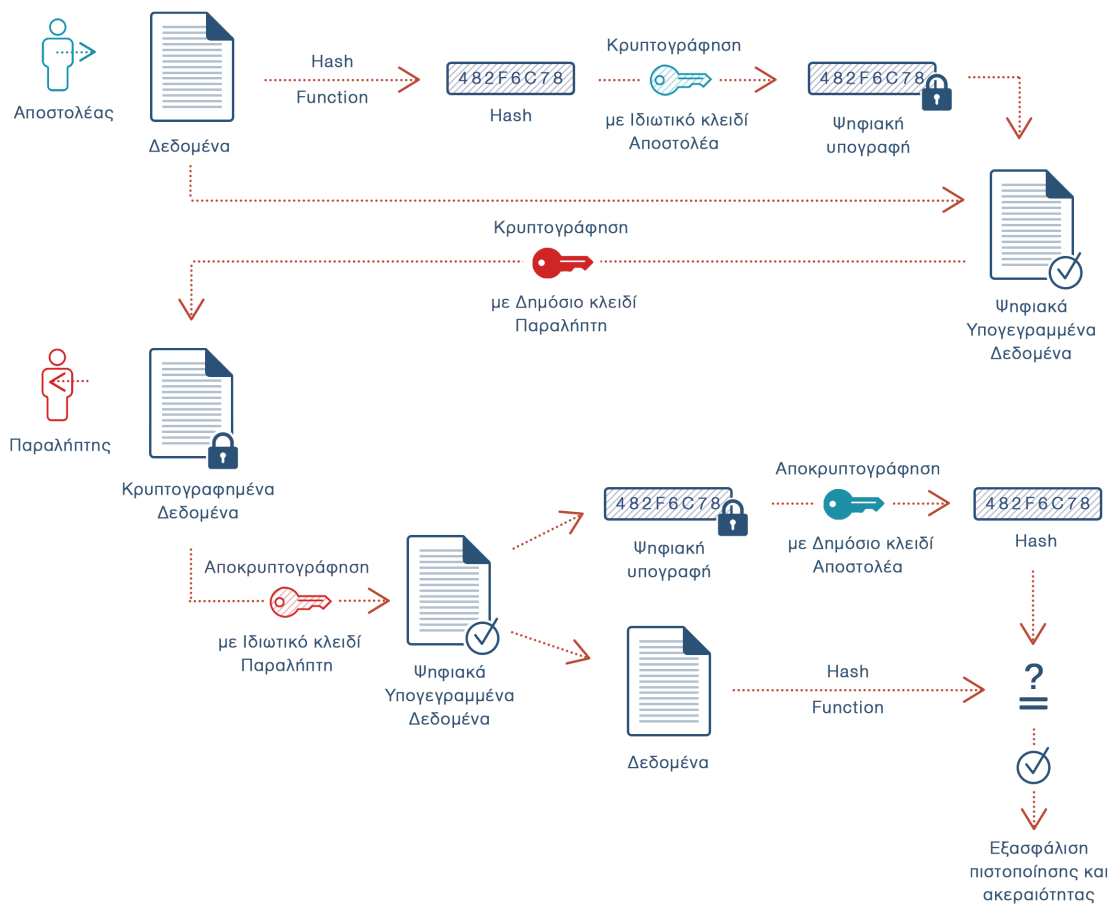 Αποστολέας
Δεδομένα
Hash
Function
482F6C78
Hash
Κρυπτογράφηση
με Ιδιωτικό κλειδί
Αποστολέα
482F6C78
Ψηφιακή
υπογραφή
Κρυπτογράφηση
με Δημόσιο κλειδί
Παραλήπτη
Ψηφιακά
Υπογεγραμμένα
Δεδομένα
Παραλήπτης
Κρυπτογραφημένα
Δεδομένα
Αποκρυπτογράφηση
με Ιδιωτικό κλειδί
Παραλήπτη
Ψηφιακά
Υπογεγραμμένα
Δεδομένα
482F6C78
Ψηφιακή
υπογραφή
Αποκρυπτογράφηση
με Δημόσιο κλειδί
Αποστολέα
482F6C78
Hash
Δεδομένα
Hash
Function
?
Εξασφάλιση
πιστοποίησης και
ακεραιότητας